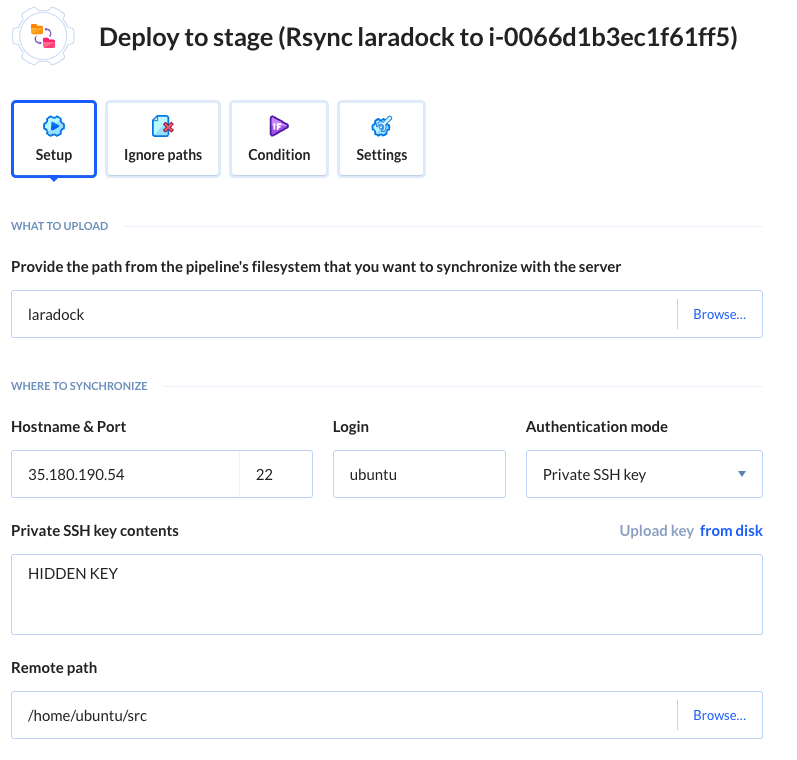 Deploy to stage (Rsync laradock to i-0066d1b3ec1f61ff5)
Setup
Ignore paths
IF
Condition
Settings
WHAT TO UPLOAD
Provide the path from the pipeline's filesystem that you want to synchronize with the server
laradock
Browse...
WHERE TO SYNCHRONIZE
Hostname & Port
Login
Authentication mode
35.180.190.54
22
ubuntu
Private SSH key
Private SSH key contents
Upload key from disk
HIDDEN KEY
Remote path
/home/ubuntu/src
Browse...